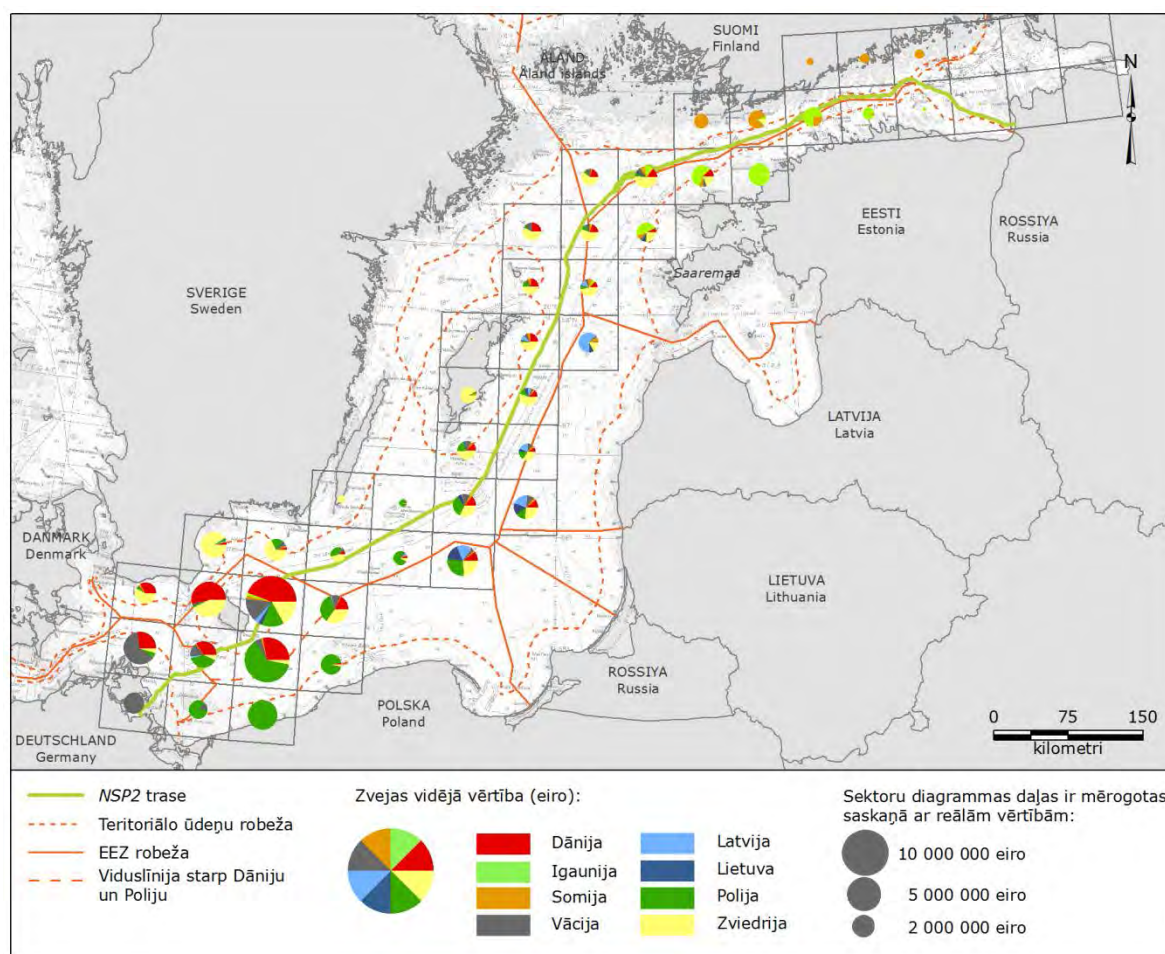 SUOMI
Finland
ÅLAND
Åland islands
N
EESTI
Estonia
ROSSIYA
Russia
Saaremaa
SVERIGE
Sweden
LATVIJA
Latvia
DANMARK
Denmark
LIETUVA
Lithuania
ROSSIYA
Russia
POLSKA
Poland
DEUTSCHLAND
Germany
0 75 150
kilometri
NSP2 trase
Teritoriālo ūdeņu robeža
EEZ robeža
Viduslīnija starp Dāniju
un Poliju
Zvejas vidējā vērtība (eiro):
Dānija
Igaunija
Somija
Vācija
Latvija
Lietuva
Polija
Zviedrija
Sektoru diagrammas daļas ir mērogotas
saskaņā ar reālām vērtībām:
10 000 000 eiro
5 000 000 eiro
2 000 000 eiro